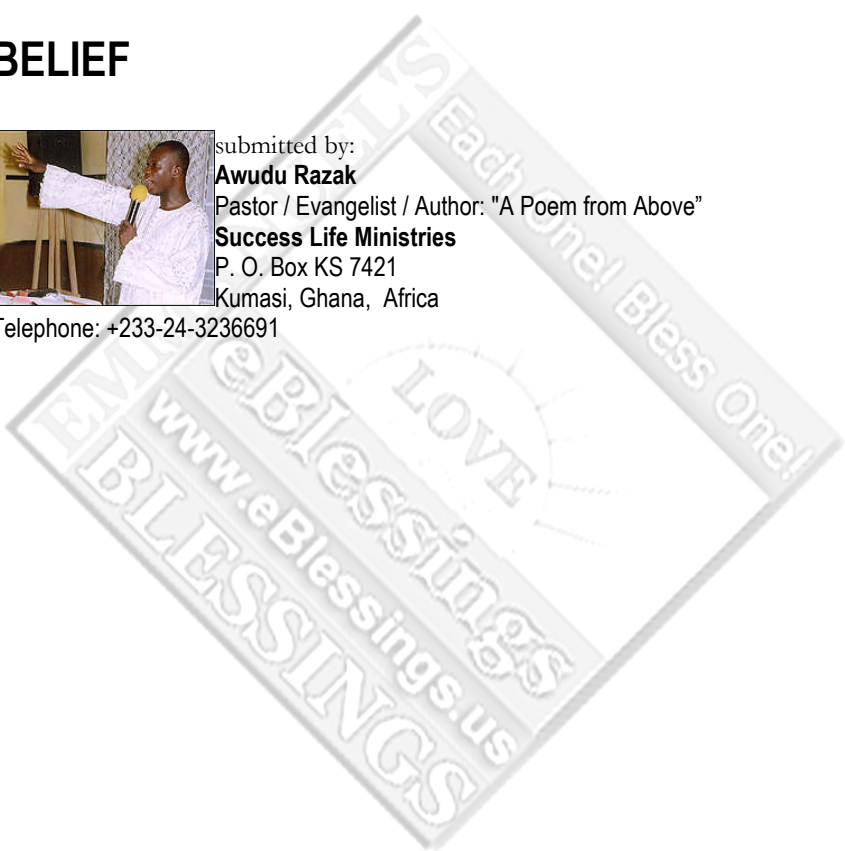 BELIEF
submitted by:
Awudu Razak
Pastor / Evangelist / Author: "A Poem from Above”
Success Life Ministries
P. O. Box KS 7421
Kumasi, Ghana, Africa
Telephone: +233-24-3236691
Each One! Bless One!
LOVE
eBlessings
www.eBlessings.us
BLESSINGS